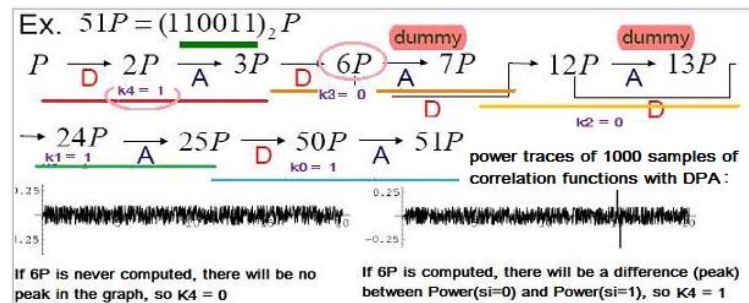 Ex. 51P = (110011)₂ P
dummy dummy
P → 2P → 3P → 6P → 7P → 12P → 13P
D A D A A
k4 = 1 k3= 0 D D
k2 = 0
→ 24P → 25P → 50P → 51P
k1 = 1 A D k0 = 1 A
power traces of 1000 samples of
correlation functions with DPA :
0.25
-0.25
If 6P is never computed, there will be no
peak in the graph, so K4 = 0
If 6P is computed, there will be a difference (peak)
between Power(si=0) and Power(si=1), so K4 = 1